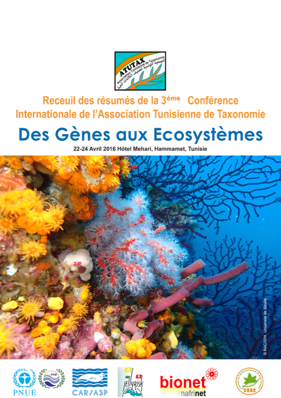 ATUTAX
Receuil des résumés de la 3ème Conférence
Internationale de l'Association Tunisienne de Taxonomie
Des Gènes aux Ecosystèmes
22-24 Avril 2016 Hôtel Mehari, Hammamet, Tunisie
PNUE
CAR/ASP
bionet
nafrinet